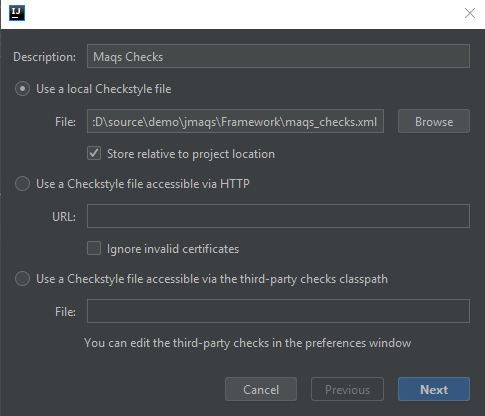 IJ
Description: Maqs Checks
Use a local Checkstyle file
File: :D\source\demo\jmaqs\Framework\maqs_checks.xml Browse
Store relative to project location
Use a Checkstyle file accessible via HTTP
URL:
Ignore invalid certificates
Use a Checkstyle file accessible via the third-party checks classpath
File:
You can edit the third-party checks in the preferences window
Cancel Previous Next